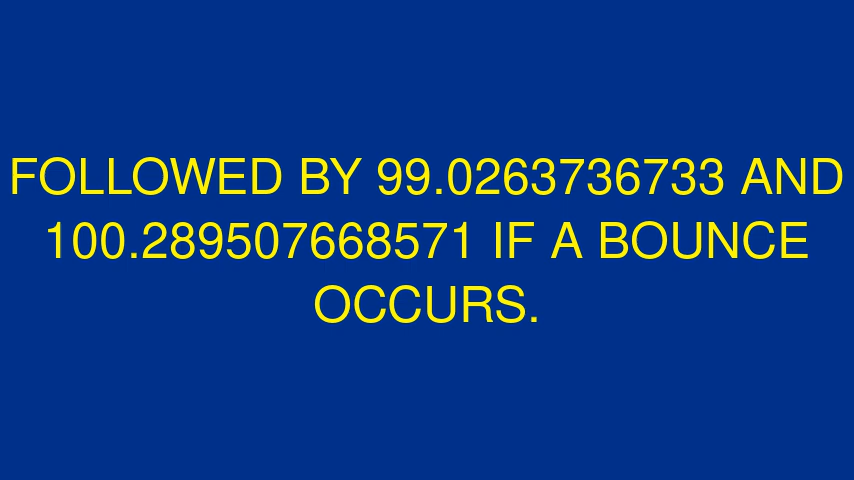 FOLLOWED BY 99.0263736733 AND
100.289507668571 IF A BOUNCE
OCCURS.